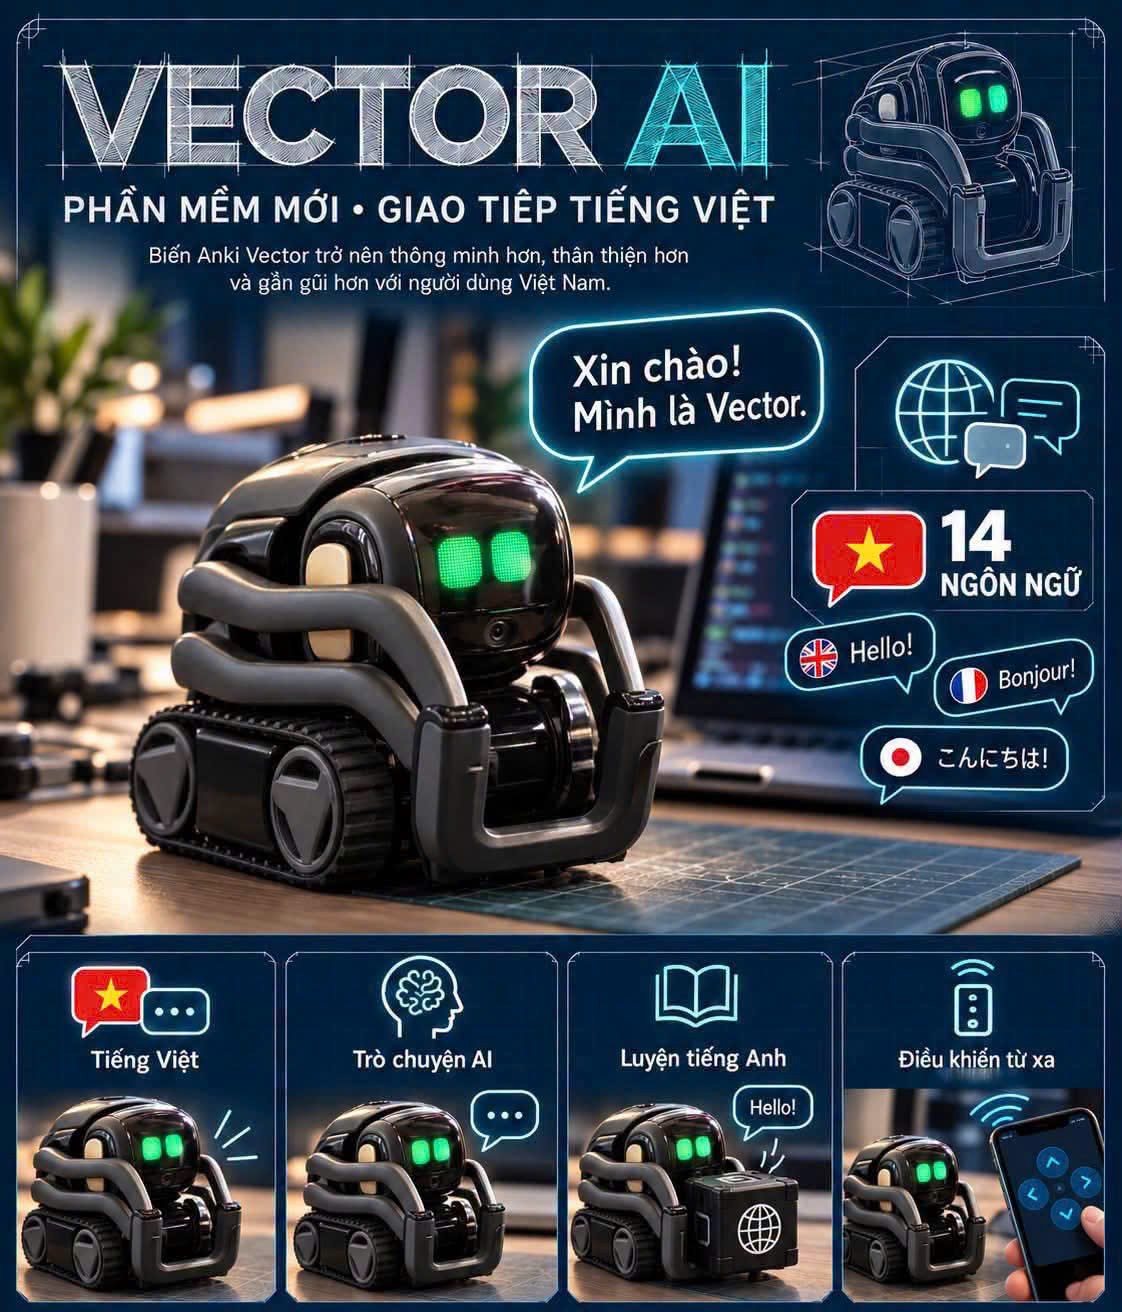 VECTOR AI
PHẦN MỀM MỚI • GIAO TIẾP TIẾNG VIỆT
Biến Anki Vector trở nên thông minh hơn, thân thiện hơn
và gần gũi hơn với người dùng Việt Nam.
Xin chào!
Mình là Vector.
14
NGÔN NGỮ
Hello!
Bonjour!
こんにちは!
Tiếng Việt
Trò chuyện AI
Luyện tiếng Anh
Điều khiển từ xa
Hello!